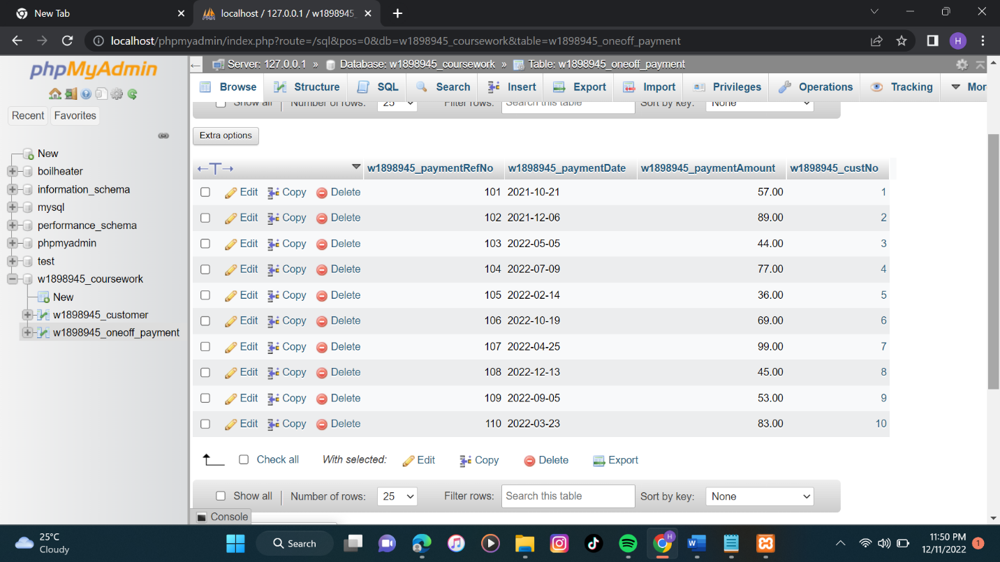 New Tab
localhost / 127.0.0.1 / w1898945_
localhost/phpmyadmin/index.php?route=/sql&pos=0&db=w1898945_coursework&table=w1898945_oneoff_payment
H
phpMyAdmin
Recent Favorites
New
boilheater
information_schema
mysql
performance_schema
phpmyadmin
test
w1898945_coursework
New
w1898945_customer
w1898945_oneoff_payment
Server: 127.0.0.1 » Database: w1898945_coursework » Table: w1898945_oneoff_payment
Browse Structure SQL Search Insert Export Import Privileges Operations Tracking Mor
Show all Number of rows: 25 Filter rows: Search this table Sort by key: None
Extra options
w1898945_paymentRefNo w1898945_paymentDate w1898945_paymentAmount w1898945_custNo
Edit Copy Delete 101 2021-10-21 57.00 1
Edit Copy Delete 102 2021-12-06 89.00 2
Edit Copy Delete 103 2022-05-05 44.00 3
Edit Copy Delete 104 2022-07-09 77.00 4
Edit Copy Delete 105 2022-02-14 36.00 5
Edit Copy Delete 106 2022-10-19 69.00 6
Edit Copy Delete 107 2022-04-25 99.00 7
Edit Copy Delete 108 2022-12-13 45.00 8
Edit Copy Delete 109 2022-09-05 53.00 9
Edit Copy Delete 110 2022-03-23 83.00 10
Check all With selected: Edit Copy Delete Export
Show all Number of rows: 25 Filter rows: Search this table Sort by key: None
Console
25°C
Cloudy
Search
H
W
11:50 PM
12/11/2022
1